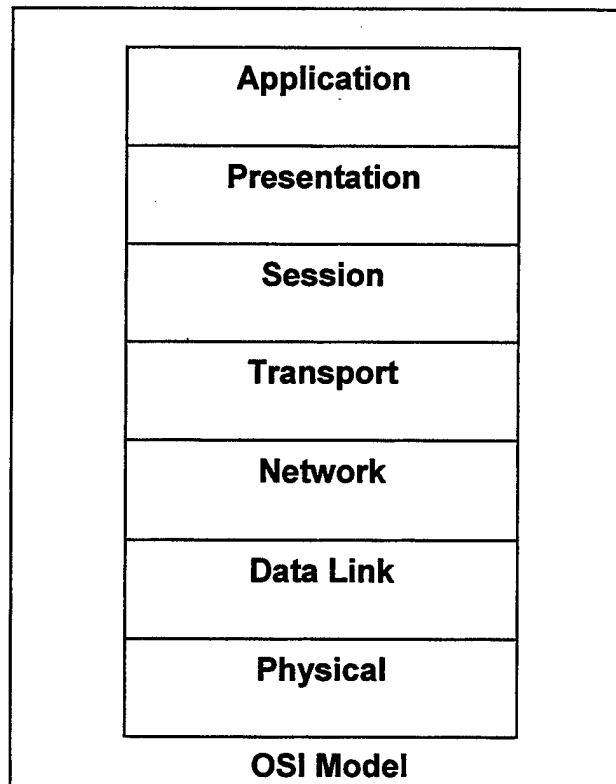 Application
Presentation
Session
Transport
Network
Data Link
Physical
OSI Model